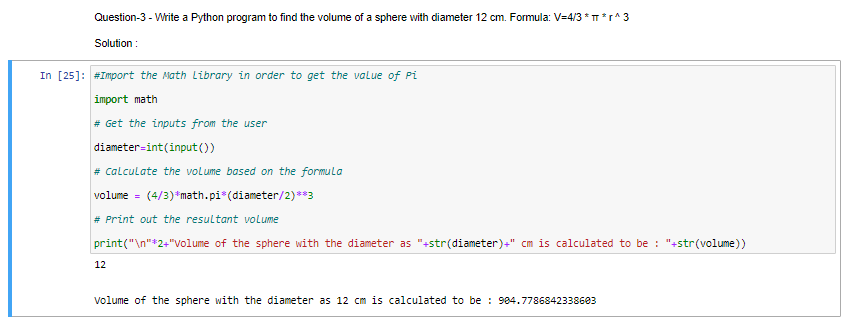 Question-3 - Write a Python program to find the volume of a sphere with diameter 12 cm. Formula: V=4/3 * π * r ^ 3
Solution :
In [25]: #Import the Math Library in order to get the value of Pi
import math
# Get the inputs from the user
diameter=int(input())
# Calculate the volume based on the formula
volume = (4/3)*math.pi*(diameter/2)**3
# Print out the resultant volume
print("\n"*2+"Volume of the sphere with the diameter as "+str(diameter)+" cm is calculated to be : "+str(volume))
12
Volume of the sphere with the diameter as 12 cm is calculated to be : 904.7786842338603